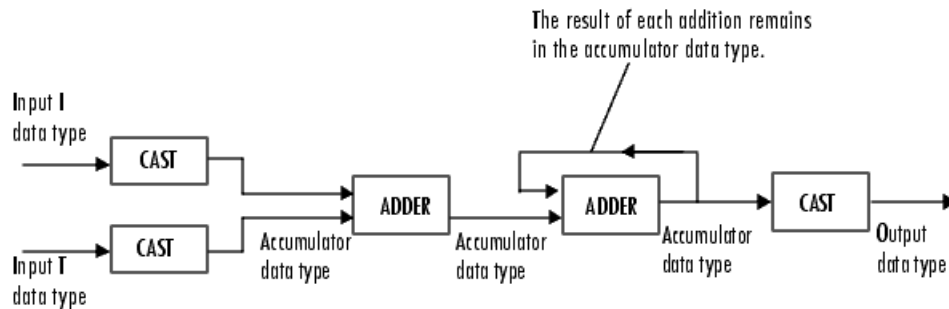 The result of each addition remains
in the accumulator data type.
Input I
data type
CAST
ADDER
ADDER
CAST
CAST
Input T
data type
Accumulator
data type
Accumulator
data type
Accumulator
data type
Output
data type